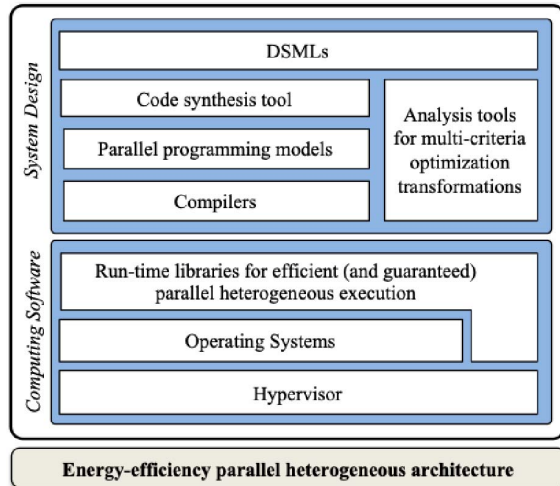 System Design
DSMLs
Code synthesis tool
Parallel programming models
Compilers
Analysis tools
for multi-criteria
optimization
transformations
Computing Software
Run-time libraries for efficient (and guaranteed)
parallel heterogeneous execution
Operating Systems
Hypervisor
Energy-efficiency parallel heterogeneous architecture